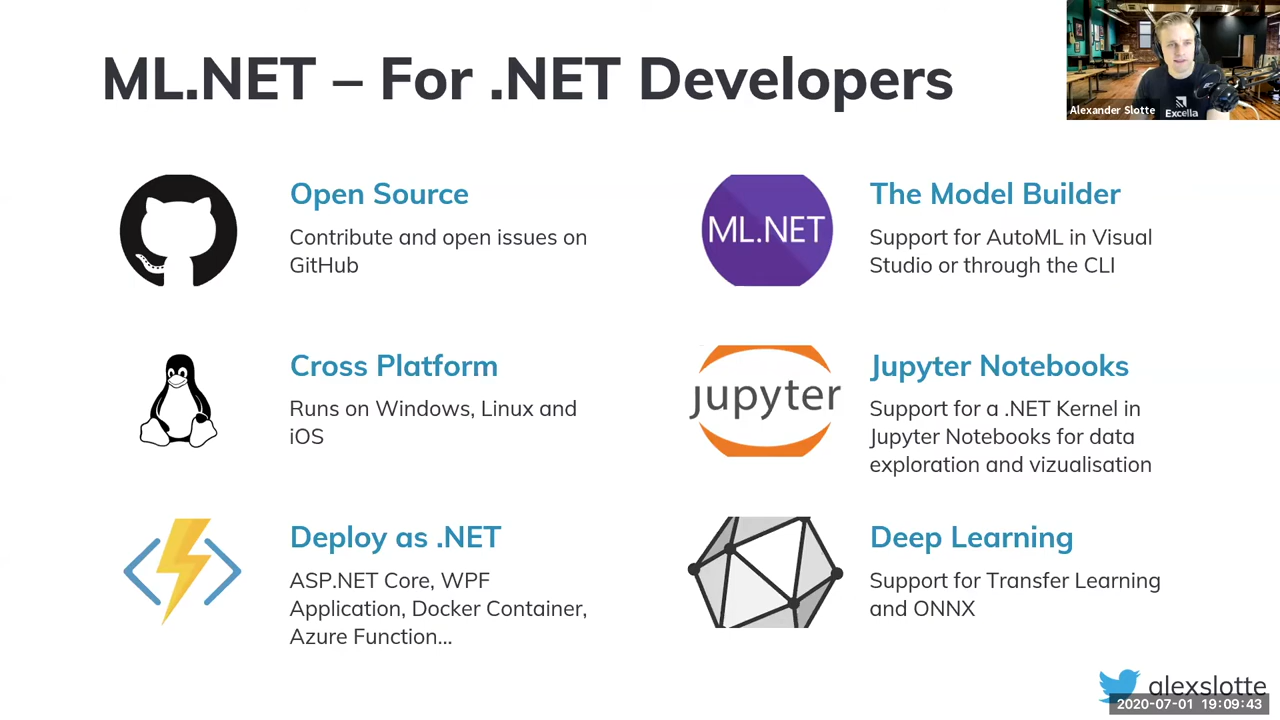 ML.NET – For .NET Developers
Alexander Slotte
Excella
Open Source
Contribute and open issues on
GitHub
ML.NET
The Model Builder
Support for AutoML in Visual
Studio or through the CLI
Cross Platform
Runs on Windows, Linux and
iOS
jupyter
Jupyter Notebooks
Support for a .NET Kernel in
Jupyter Notebooks for data
exploration and vizualisation
Deploy as .NET
ASP.NET Core, WPF
Application, Docker Container,
Azure Function...
Deep Learning
Support for Transfer Learning
and ONNX
alexslotte
2020-07-01 19:09:43